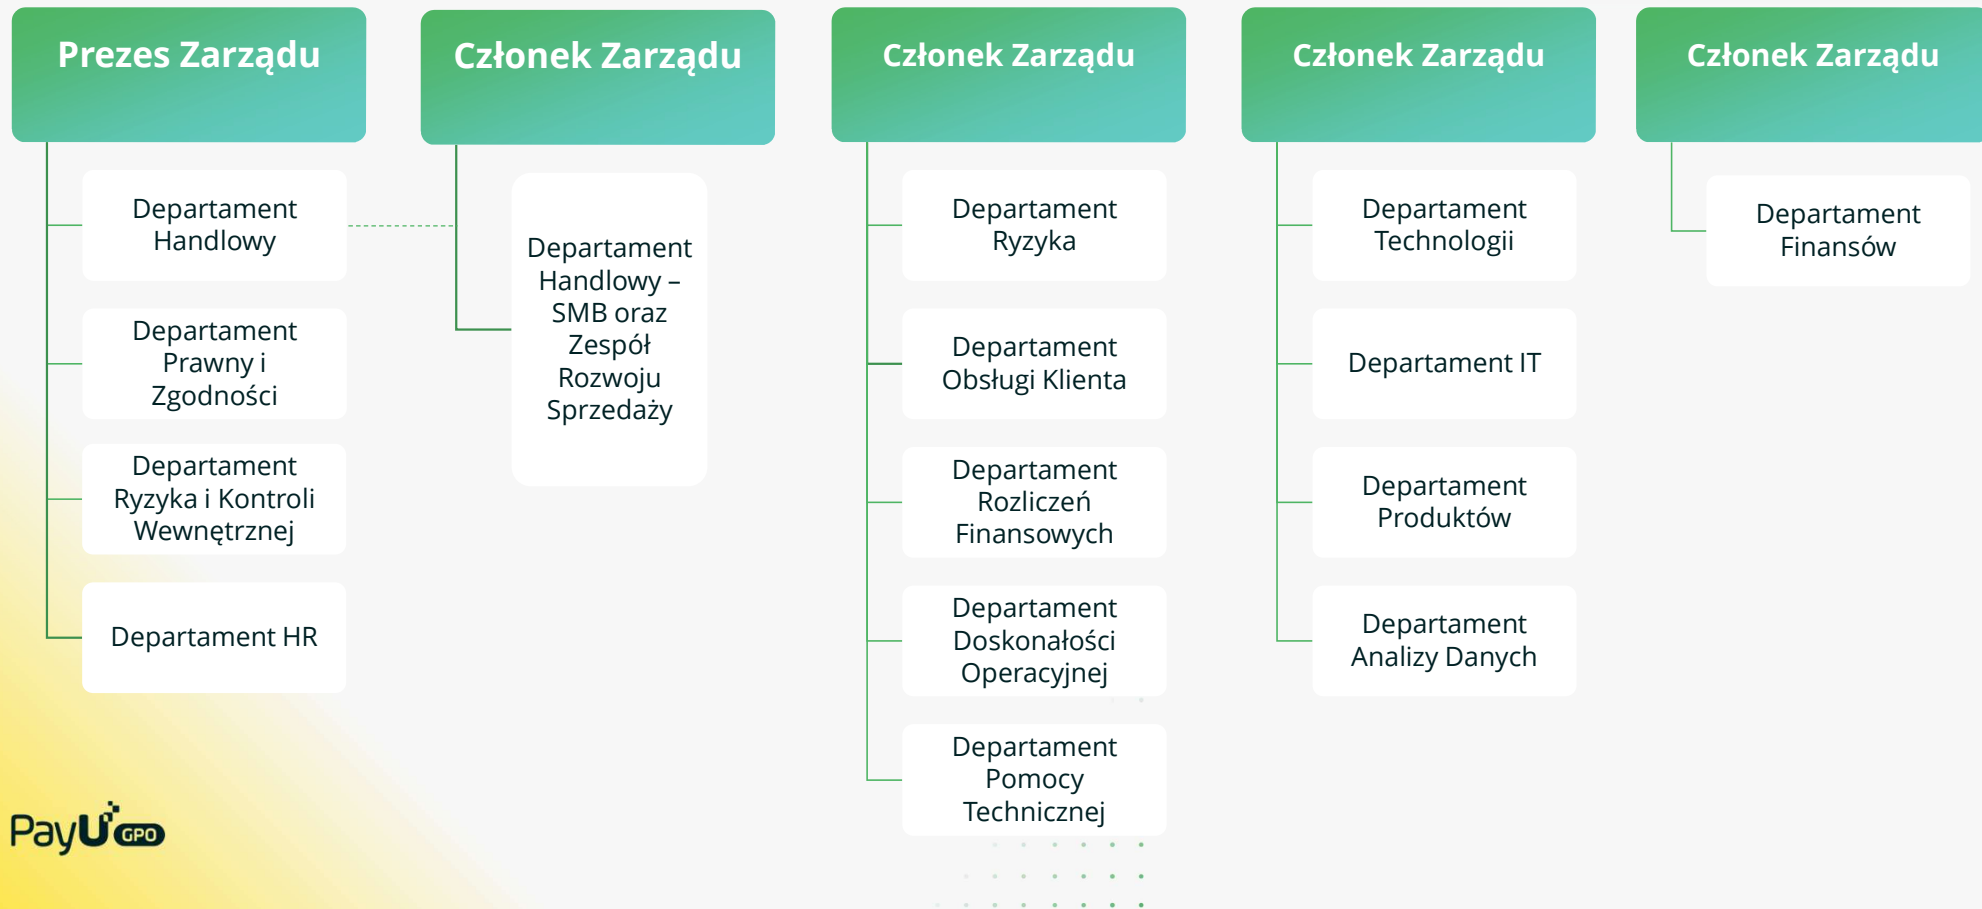 Prezes Zarządu
Departament
Handlowy
Departament
Prawny i
Zgodności
Departament
Ryzyka i Kontroli
Wewnętrznej
Departament HR
Członek Zarządu
Departament
Handlowy –
SMB oraz
Zespół
Rozwoju
Sprzedaży
Członek Zarządu
Departament
Ryzyka
Departament
Obsługi Klienta
Departament
Rozliczeń
Finansowych
Departament
Doskonałości
Operacyjnej
Departament
Pomocy
Technicznej
Członek Zarządu
Departament
Technologii
Departament IT
Departament
Produktów
Departament
Analizy Danych
Członek Zarządu
Departament
Finansów
PayU GPO